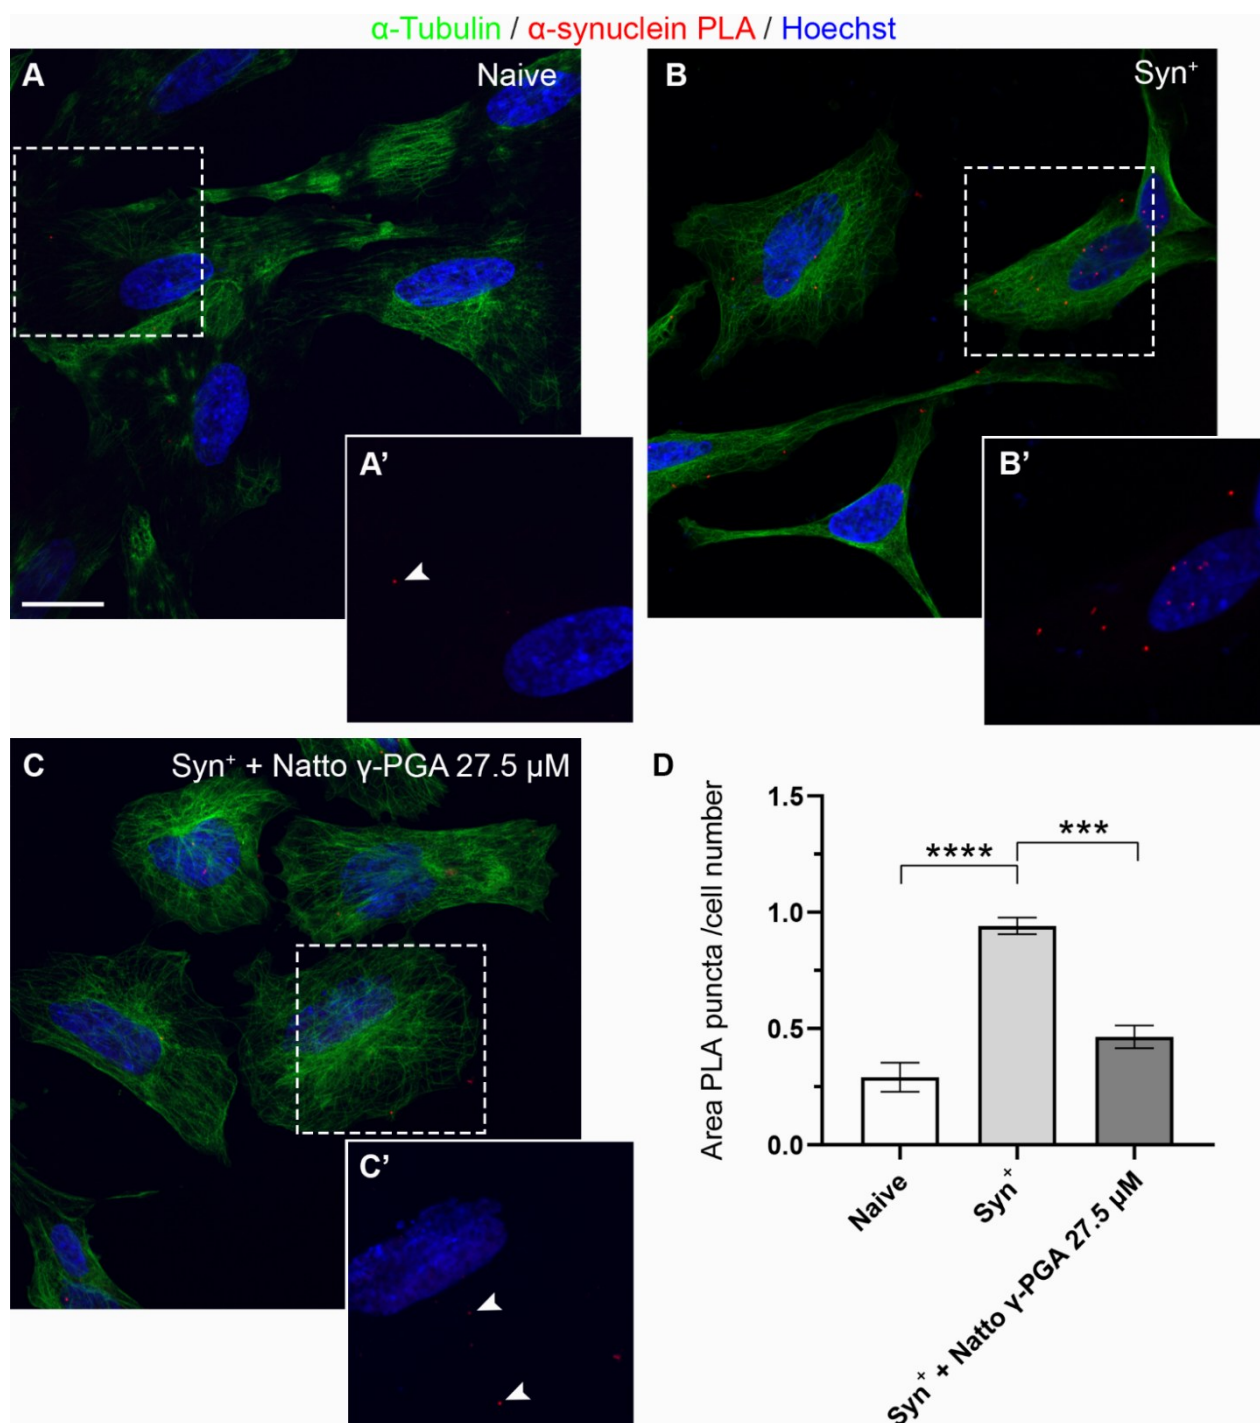 α-Tubulin / α-synuclein PLA / Hoechst
A
Naive
B
Syn⁺
A'
B'
C
Syn⁺ + Natto γ-PGA 27.5 µM
C'
D
Area PLA puncta /cell number
1.5
1.0
0.5
0.0
****
***
Naive
Syn⁺
Syn⁺ + Natto γ-PGA 27.5 µM